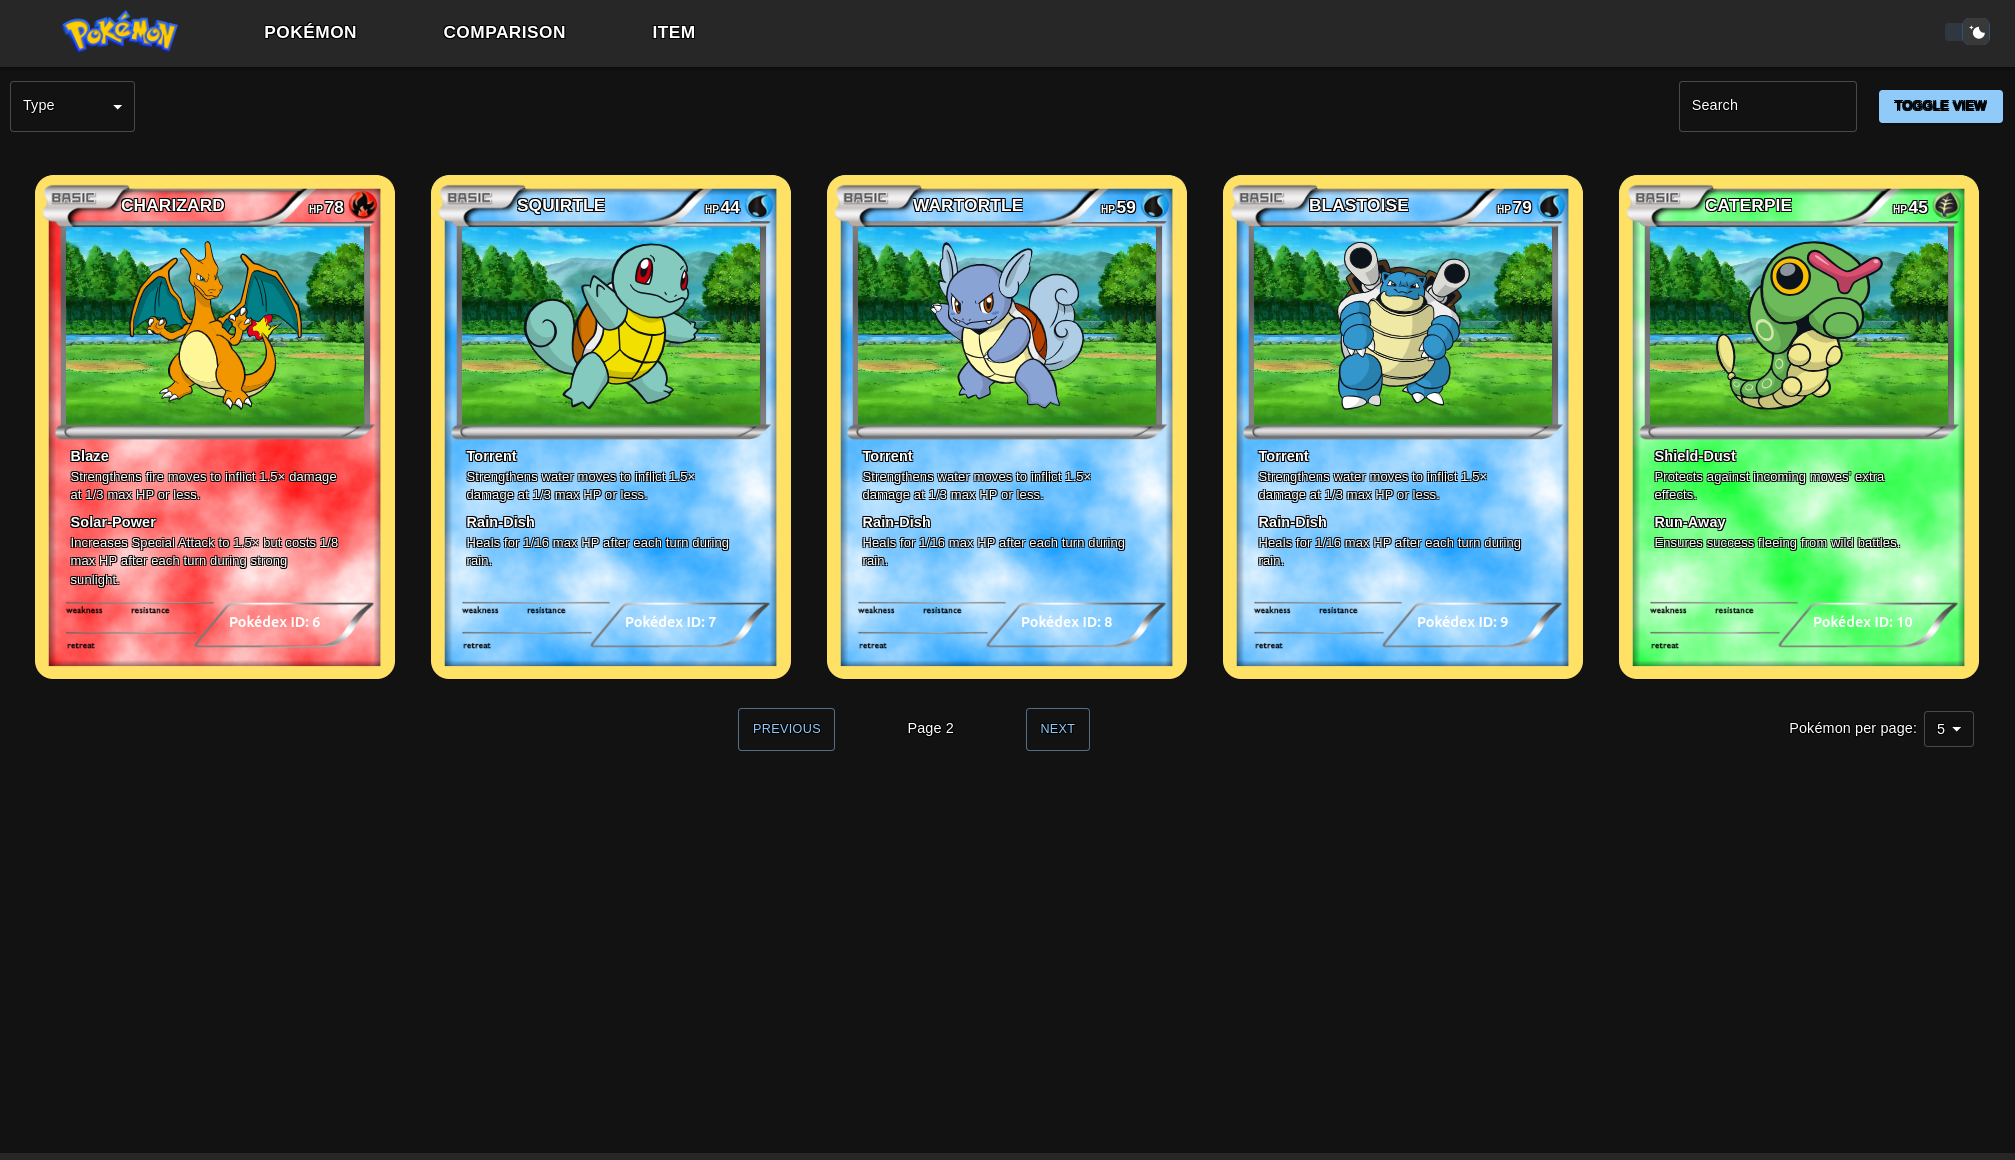 Pokémon
POKÉMON
COMPARISON
ITEM
Type
Search
TOGGLE VIEW
BASIC
CHARIZARD
HP 78
Blaze
Strengthens fire moves to inflict 1.5× damage
at 1/3 max HP or less.
Solar-Power
Increases Special Attack to 1.5× but costs 1/8
max HP after each turn during strong
sunlight.
weakness
resistance
Pokédex ID: 6
retreat
BASIC
SQUIRTLE
HP 44
Torrent
Strengthens water moves to inflict 1.5×
damage at 1/3 max HP or less.
Rain-Dish
Heals for 1/16 max HP after each turn during
rain.
weakness
resistance
Pokédex ID: 7
retreat
BASIC
WARTORTLE
HP 59
Torrent
Strengthens water moves to inflict 1.5×
damage at 1/3 max HP or less.
Rain-Dish
Heals for 1/16 max HP after each turn during
rain.
weakness
resistance
Pokédex ID: 8
retreat
BASIC
BLASTOISE
HP 79
Torrent
Strengthens water moves to inflict 1.5×
damage at 1/3 max HP or less.
Rain-Dish
Heals for 1/16 max HP after each turn during
rain.
weakness
resistance
Pokédex ID: 9
retreat
BASIC
CATERPIE
HP 45
Shield-Dust
Protects against incoming moves' extra
effects.
Run-Away
Ensures success fleeing from wild battles.
weakness
resistance
Pokédex ID: 10
retreat
PREVIOUS
Page 2
NEXT
Pokémon per page:
5